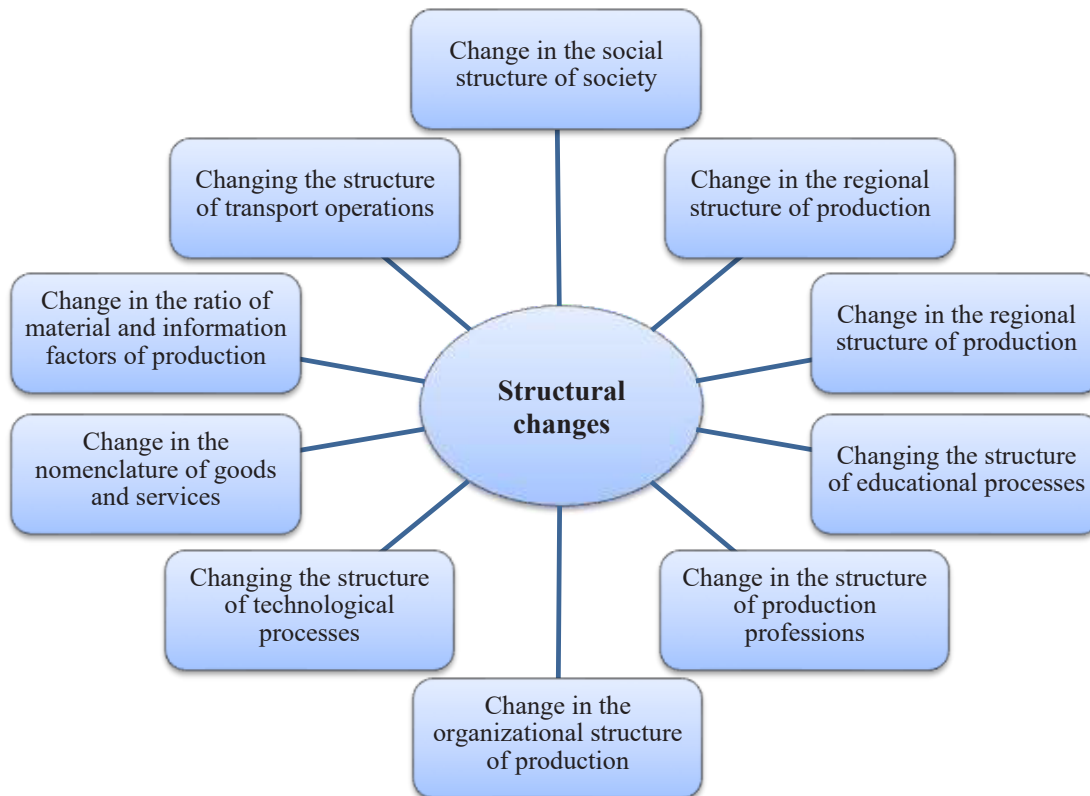 Change in the social
structure of society
Changing the structure
of transport operations
Change in the regional
structure of production
Change in the ratio of
material and information
factors of production
Change in the regional
structure of production
Structural
changes
Change in the
nomenclature of goods
and services
Changing the structure
of educational processes
Changing the structure
of technological
processes
Change in the structure
of production
professions
Change in the
organizational structure
of production